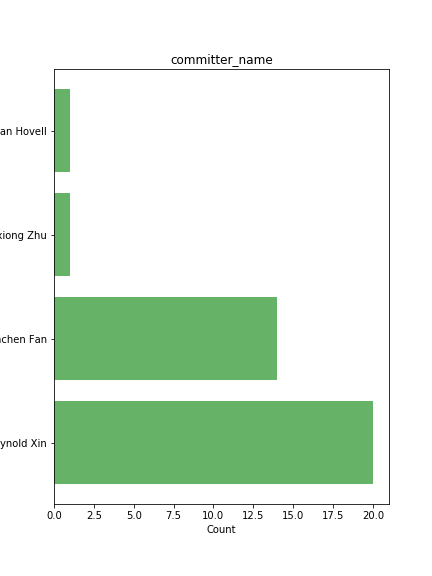 committer_name
an Hovell
xiong Zhu
chen Fan
ynold Xin
0.0 2.5 5.0 7.5 10.0 12.5 15.0 17.5 20.0
Count